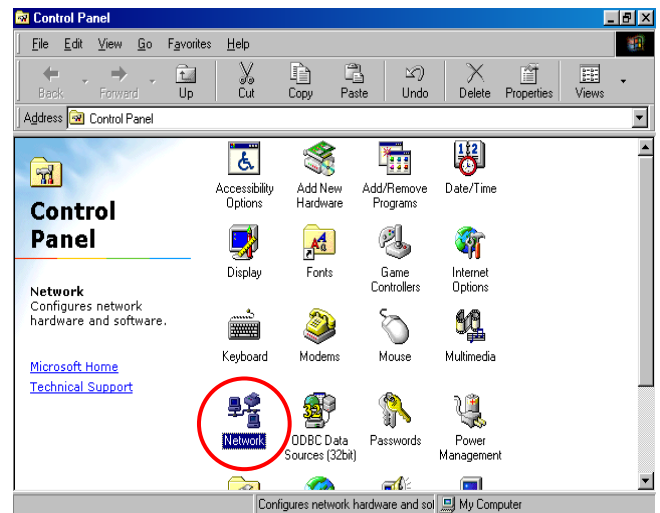 Control Panel
File Edit View Go Favorites Help
Back Forward Up Cut Copy Paste Undo Delete Properties Views
Address Control Panel
Control
Panel
Network
Configures network
hardware and software.
Microsoft Home
Technical Support
Accessibility
Options
Add New
Hardware
Add/Remove
Programs
Date/Time
Display
Fonts
Game
Controllers
Internet
Options
Keyboard
Modems
Mouse
Multimedia
Network
ODBC Data
Sources (32bit)
Passwords
Power
Management
Configures network hardware and sol
My Computer